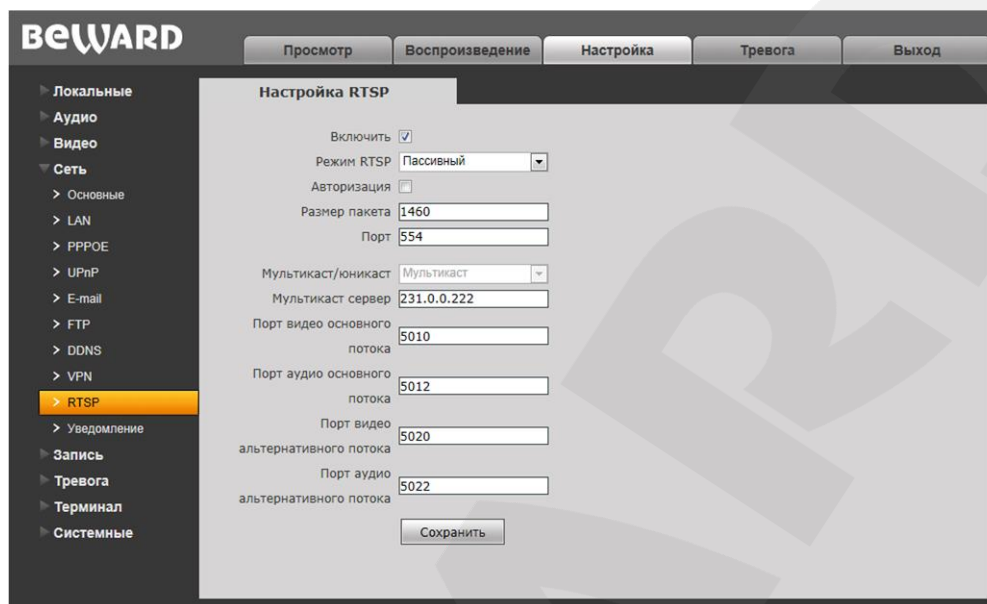 BEWARD
Просмотр
Воспроизведение
Настройка
Тревога
Выход
Локальные
Аудио
Видео
Сеть
> Основные
> LAN
> PPPOE
> UPnP
> E-mail
> FTP
> DDNS
> VPN
> RTSP
> Уведомление
Запись
Тревога
Терминал
Системные
Настройка RTSP
Включить
Режим RTSP Пассивный
Авторизация
Размер пакета 1460
Порт 554
Мультикаст/юникаст Мультикаст
Мультикаст сервер 231.0.0.222
Порт видео основного
потока 5010
Порт аудио основного
потока 5012
Порт видео
альтернативного потока 5020
Порт аудио
альтернативного потока 5022
Сохранить